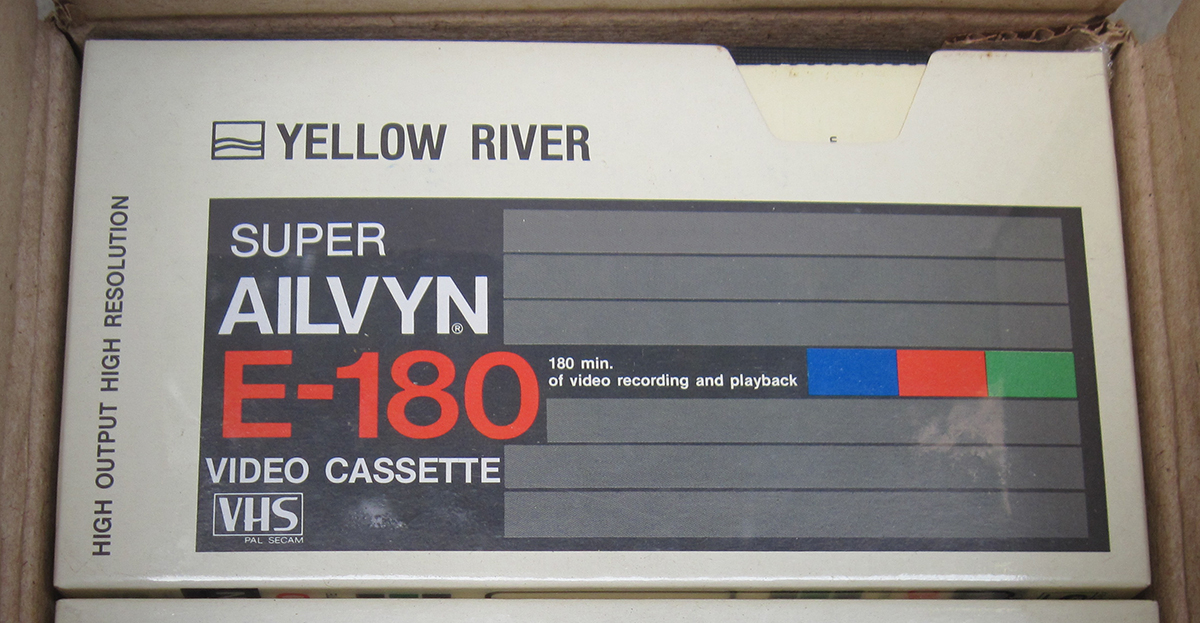 YELLOW RIVER
HIGH OUTPUT HIGH RESOLUTION
SUPER
AILVYN®
E-180
180 min.
of video recording and playback
VIDEO CASSETTE
VHS
PAL SECAM